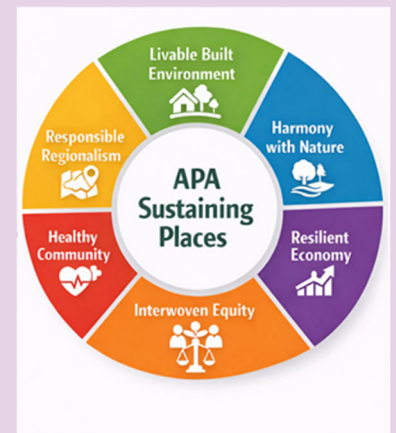 Livable Built
Environment
Harmony
with Nature
Resilient
Economy
Interwoven Equity
Healthy
Community
Responsible
Regionalism
APA
Sustaining
Places